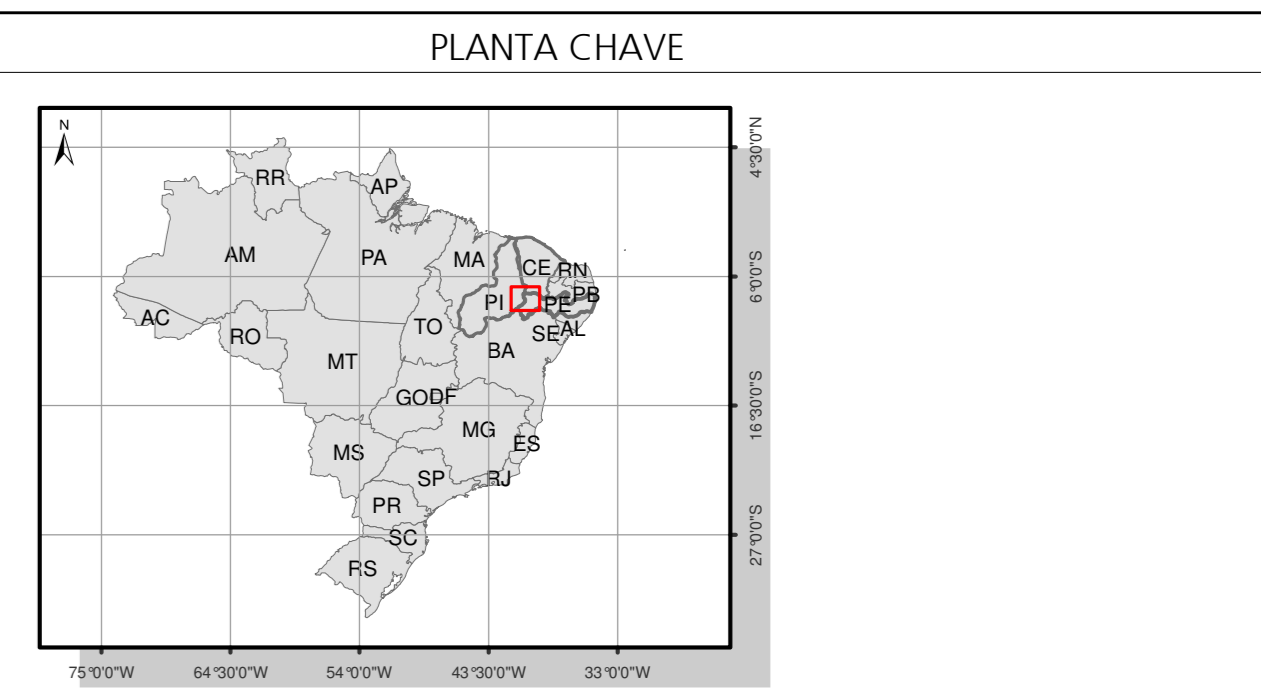 PLANTA CHAVE
N
4°30'0"N
RR
AP
AM
PA
MA
CE
RN
6°0'0"S
PI
PE
PB
AC
RO
TO
SE
AL
MT
BA
GO
DF
16°30'0"S
MG
MS
ES
SP
RJ
PR
SC
27°0'0"S
RS
75°0'0"W
64°30'0"W
54°0'0"W
43°30'0"W
33°0'0"W